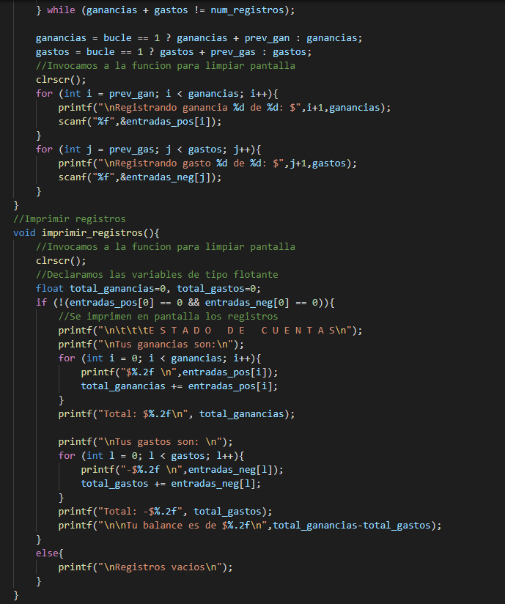 } while (ganancias + gastos != num_registros);
ganancias = bucle == 1 ? ganancias + prev_gan : ganancias;
gastos = bucle == 1 ? gastos + prev_gas : gastos;
//Invocamos a la funcion para limpiar pantalla
clrscr();
for (int i = prev_gan; i < ganancias; i++){
printf("\nRegistrando ganancia %d de %d: $",i+1,ganancias);
scanf("%f",&entradas_pos[i]);
}
for (int j = prev_gas; j < gastos; j++){
printf("\nRegistrando gasto %d de %d: $",j+1,gastos);
scanf("%f",&entradas_neg[j]);
}
}
//Imprimir registros
void imprimir_registros(){
//Invocamos a la funcion para limpiar pantalla
clrscr();
//Declaramos las variables de tipo flotante
float total_ganancias=0, total_gastos=0;
if (!(entradas_pos[0] == 0 && entradas_neg[0] == 0)){
//Se imprimen en pantalla los registros
printf("\n\t\t\tE S T A D O   D E   C U E N T A S\n");
printf("\nTus ganancias son:\n");
for (int i = 0; i < ganancias; i++){
printf("$%.2f \n",entradas_pos[i]);
total_ganancias += entradas_pos[i];
}
printf("Total: $%.2f\n", total_ganancias);
printf("\nTus gastos son: \n");
for (int l = 0; l < gastos; l++){
printf("-$%.2f \n",entradas_neg[l]);
total_gastos += entradas_neg[l];
}
printf("Total: -$%.2f", total_gastos);
printf("\n\nTu balance es de $%.2f\n",total_ganancias-total_gastos);
}
else{
printf("\nRegistros vacios\n");
}
}